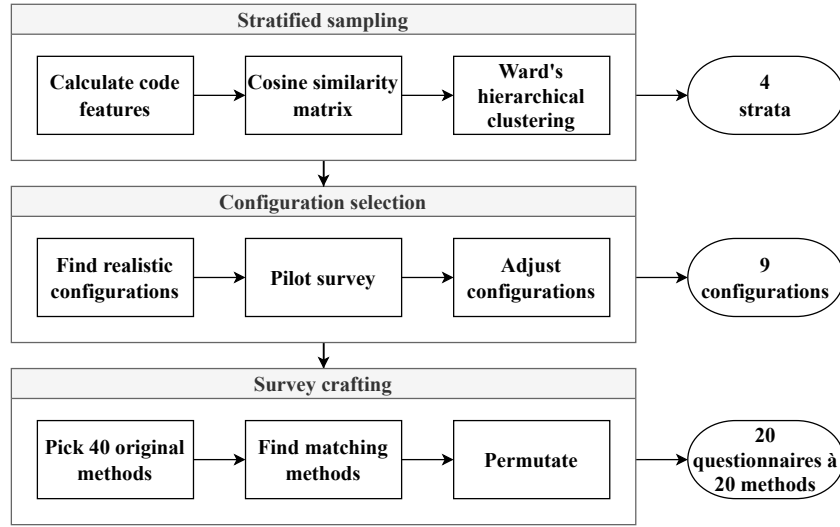 Stratified sampling
Calculate code
features
Cosine similarity
matrix
Ward's
hierarchical
clustering
4
strata
Configuration selection
Find realistic
configurations
Pilot survey
Adjust
configurations
9
configurations
Survey crafting
Pick 40 original
methods
Find matching
methods
Permutate
20
questionnaires à
20 methods